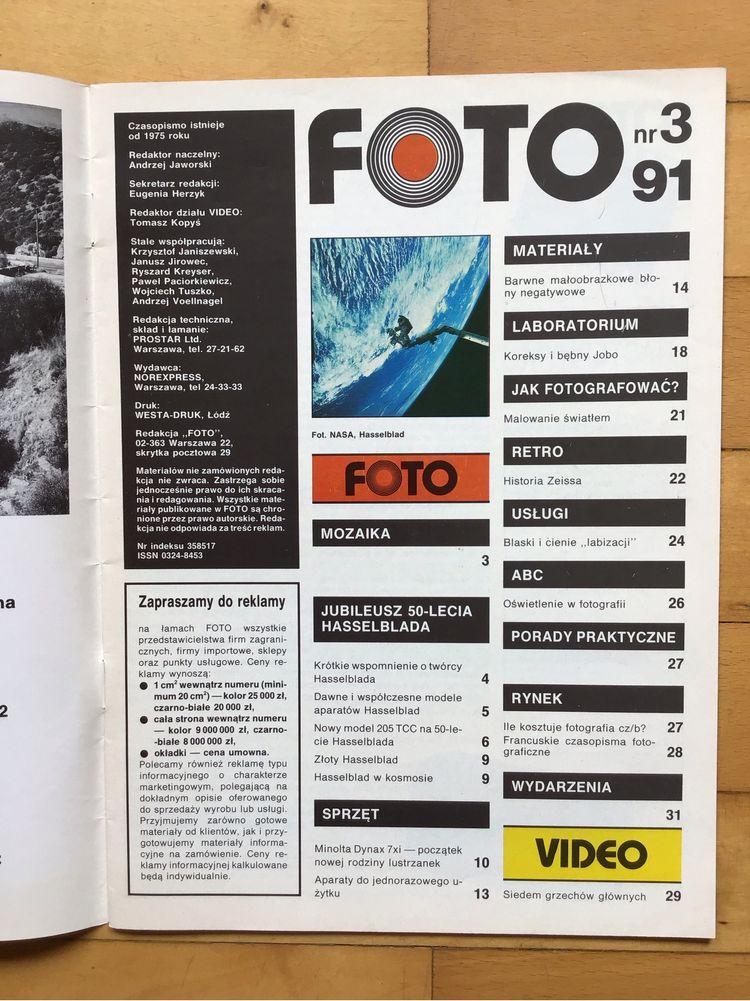 na
2
Czasopismo istnieje
od 1975 roku
Redaktor naczelny:
Andrzej Jaworski
Sekretarz redakcji:
Eugenia Herzyk
Redaktor działu VIDEO:
Tomasz Kopyś
Stale współpracują:
Krzysztof Janiszewski,
Janusz Jirowec,
Ryszard Kreyser,
Paweł Paciorkiewicz,
Wojciech Tuszko,
Andrzej Voellnagel
Redakcja techniczna,
skład i łamanie:
PROSTAR Ltd.
Warszawa, tel. 27-21-62
Wydawca:
NOREXPRESS,
Warszawa, tel 24-33-33
Druk:
WESTA-DRUK, Łódź
Redakcja ,,FOTO",
02-363 Warszawa 22,
skrytka pocztowa 29
Materiałów nie zamówionych reda-
kcja nie zwraca. Zastrzega sobie
jednocześnie prawo do ich skraca-
nia i redagowania. Wszystkie mate-
riały publikowane w FOTO są chro-
nione przez prawo autorskie. Reda-
kcja nie odpowiada za treść reklam.
Nr indeksu 358517
ISSN 0324-8453
Zapraszamy do reklamy
na łamach FOTO wszystkie
przedstawicielstwa firm zagrani-
cznych, firmy importowe, sklepy
oraz punkty usługowe. Ceny re-
klamy wynoszą:
● 1 cm² wewnątrz numeru (mini-
mum 20 cm²) — kolor 25 000 zł,
czarno-białe 20 000 zł,
● cała strona wewnątrz numeru
— kolor 9 000 000 zł, czarno-
-białe 8 000 000 zł,
● okładki — cena umowna.
Polecamy również reklamę typu
informacyjnego o charakterze
marketingowym, polegającą na
dokładnym opisie oferowanego
do sprzedaży wyrobu lub usługi.
Przyjmujemy zarówno gotowe
materiały od klientów, jak i przy-
gotowujemy materiały informa-
cyjne na zamówienie. Ceny re-
klamy informacyjnej kalkulowane
będą indywidualnie.
FOTO nr 3
91
Fot. NASA, Hasselblad
FOTO
MOZAIKA
3
JUBILEUSZ 50-LECIA
HASSELBLADA
Krótkie wspomnienie o twórcy
Hasselblada 4
Dawne i współczesne modele
aparatów Hasselblad 5
Nowy model 205 TCC na 50-le-
cie Hasselblada 6
Złoty Hasselblad 9
Hasselblad w kosmosie 9
SPRZĘT
Minolta Dynax 7xi — początek
nowej rodziny lustrzanek 10
Aparaty do jednorazowego u-
żytku 13
MATERIAŁY
Barwne małoobrazkowe bło-
ny negatywowe 14
LABORATORIUM
Koreksy i bębny Jobo 18
JAK FOTOGRAFOWAĆ?
Malowanie światłem 21
RETRO
Historia Zeissa 22
USŁUGI
Blaski i cienie ,,labizacji" 24
ABC
Oświetlenie w fotografii 26
PORADY PRAKTYCZNE
27
RYNEK
Ile kosztuje fotografia cz/b? 27
Francuskie czasopisma foto-
graficzne 28
WYDARZENIA
31
VIDEO
Siedem grzechów głównych 29